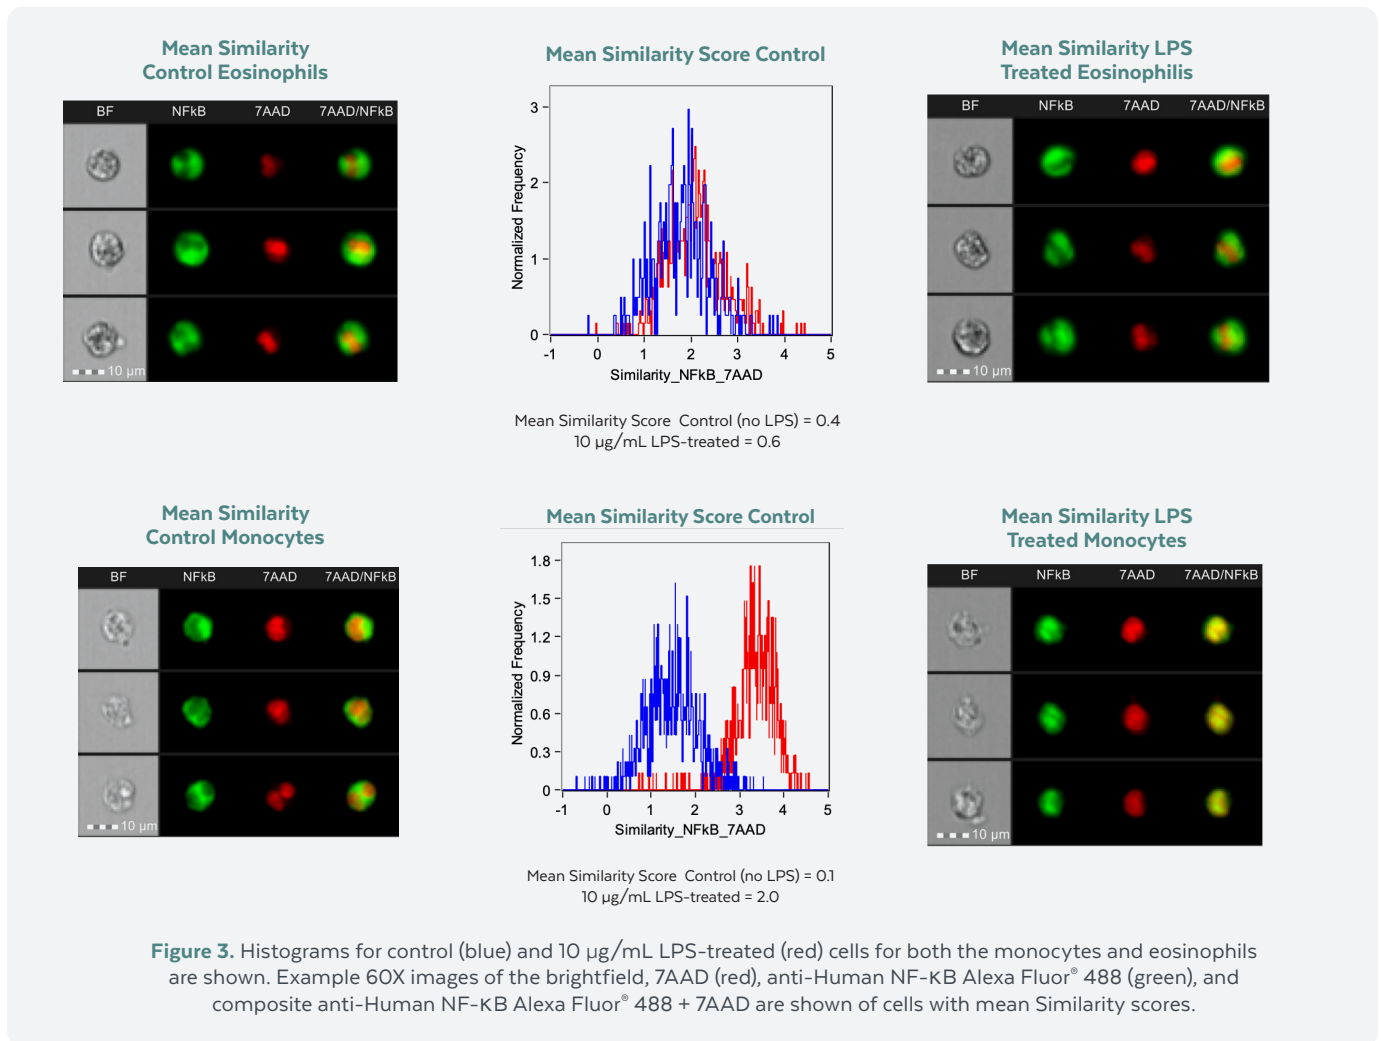 Mean Similarity
Control Eosinophils
BF NFkB 7AAD 7AAD/NFkB
10 µm
Mean Similarity Score Control
Normalized Frequency
3
2
1
0
-1 0 1 2 3 4 5
Similarity_NFkB_7AAD
Mean Similarity Score Control (no LPS) = 0.4
10 µg/mL LPS-treated = 0.6
Mean Similarity LPS
Treated Eosinophilis
BF NFkB 7AAD 7AAD/NFkB
10 µm
Mean Similarity
Control Monocytes
BF NFkB 7AAD 7AAD/NFkB
10 µm
Mean Similarity Score Control
Normalized Frequency
1.8
1.5
1.2
0.9
0.6
0.3
0
-1 0 1 2 3 4 5
Similarity_NFkB_7AAD
Mean Similarity Score Control (no LPS) = 0.1
10 µg/mL LPS-treated = 2.0
Mean Similarity LPS
Treated Monocytes
BF NFkB 7AAD 7AAD/NFkB
10 µm
Figure 3. Histograms for control (blue) and 10 µg/mL LPS-treated (red) cells for both the monocytes and eosinophils
are shown. Example 60X images of the brightfield, 7AAD (red), anti-Human NF-κB Alexa Fluor® 488 (green), and
composite anti-Human NF-κB Alexa Fluor® 488 + 7AAD are shown of cells with mean Similarity scores.